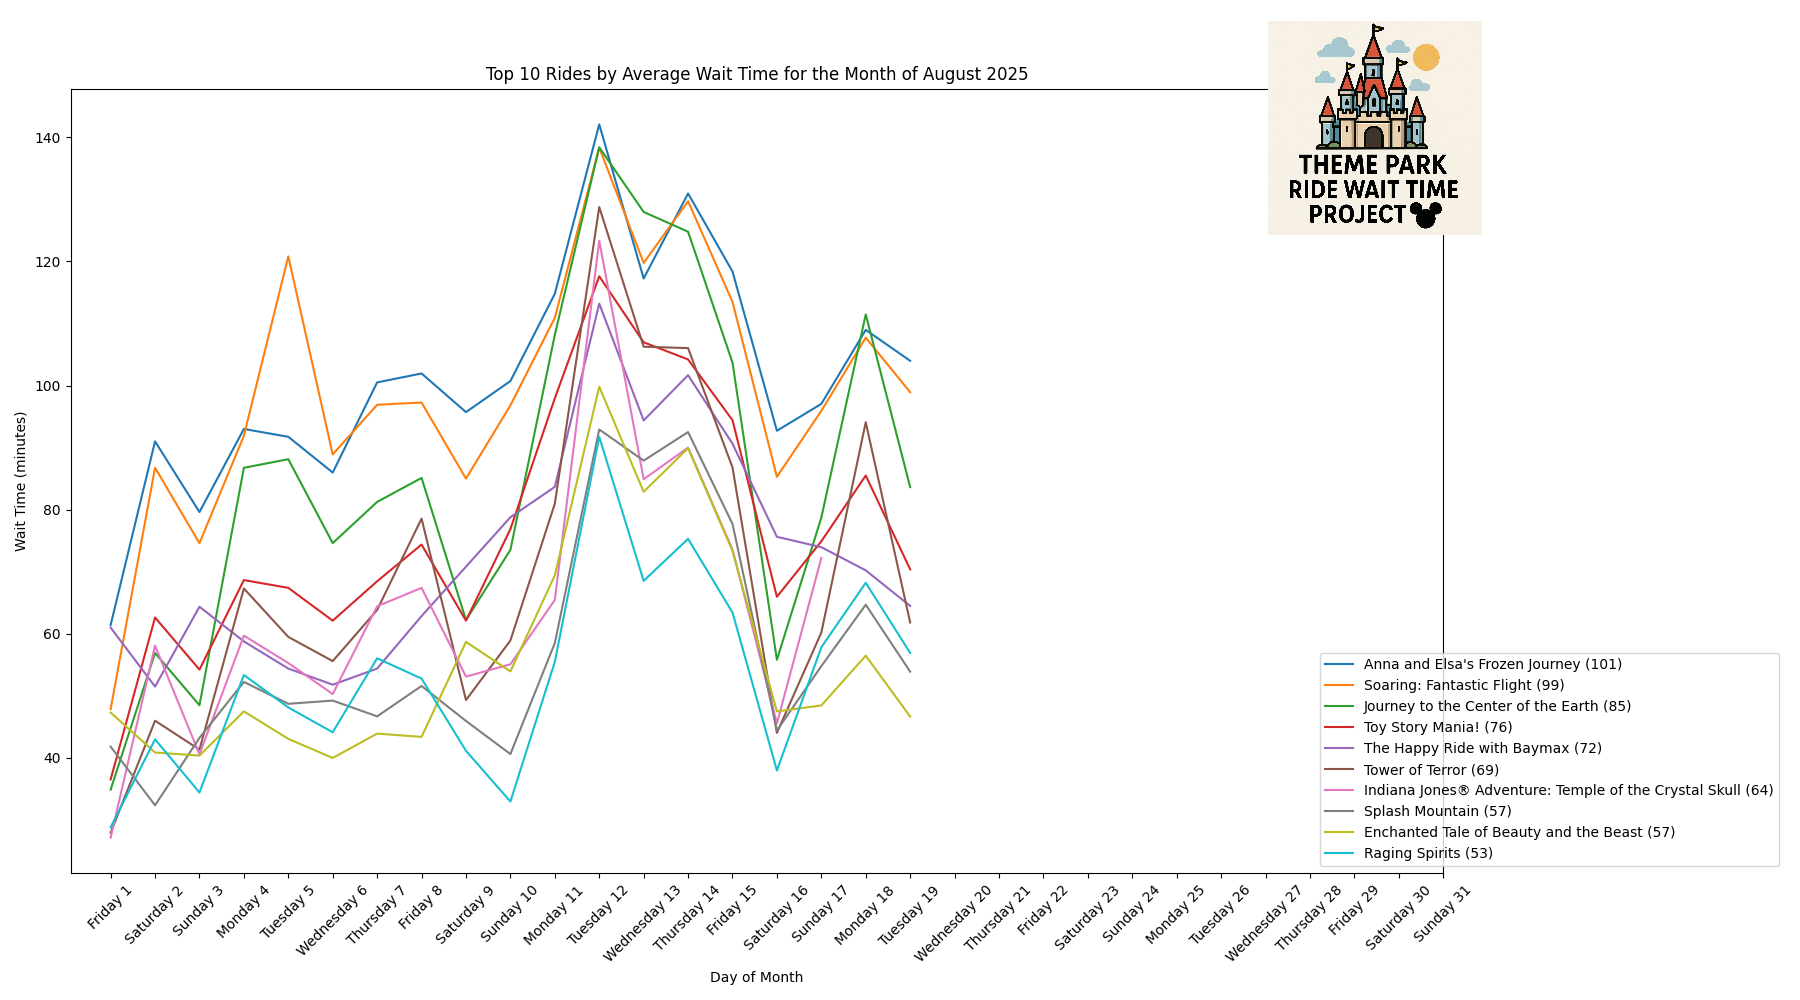 Top 10 Rides by Average Wait Time for the Month of August 2025
THEME PARK
RIDE WAIT TIME
PROJECT
Wait Time (minutes)
140
120
100
80
60
40
Anna and Elsa's Frozen Journey (101)
Soaring: Fantastic Flight (99)
Journey to the Center of the Earth (85)
Toy Story Mania! (76)
The Happy Ride with Baymax (72)
Tower of Terror (69)
Indiana Jones® Adventure: Temple of the Crystal Skull (64)
Splash Mountain (57)
Enchanted Tale of Beauty and the Beast (57)
Raging Spirits (53)
Friday 1
Saturday 2
Sunday 3
Monday 4
Tuesday 5
Wednesday 6
Thursday 7
Friday 8
Saturday 9
Sunday 10
Monday 11
Tuesday 12
Wednesday 13
Thursday 14
Friday 15
Saturday 16
Sunday 17
Monday 18
Tuesday 19
Wednesday 20
Thursday 21
Friday 22
Saturday 23
Sunday 24
Monday 25
Tuesday 26
Wednesday 27
Thursday 28
Friday 29
Saturday 30
Sunday 31
Day of Month